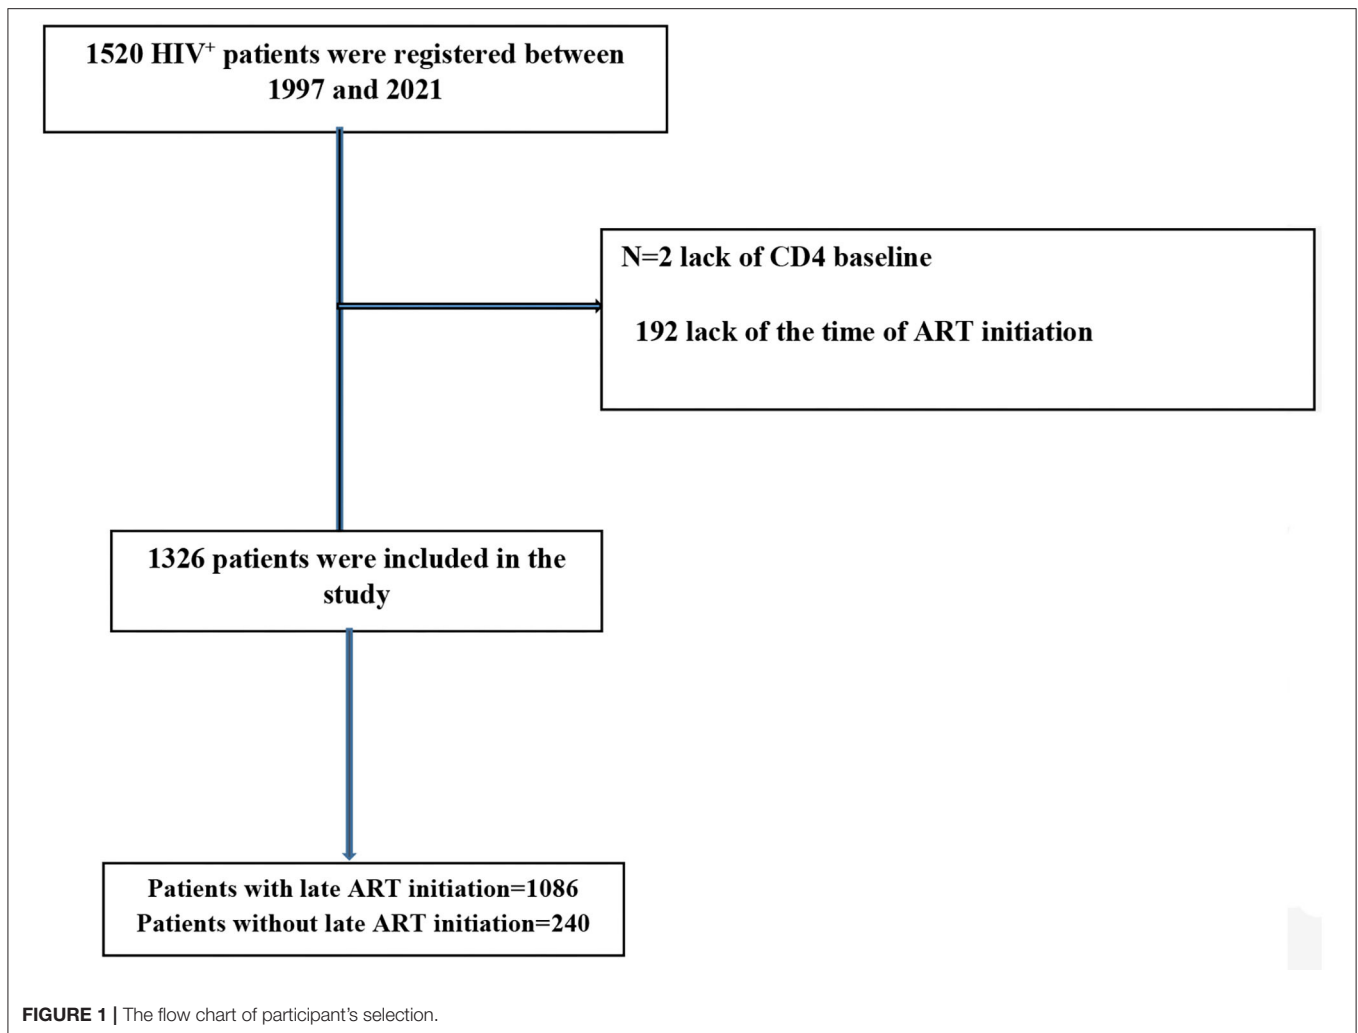 1520 HIV⁺ patients were registered between
1997 and 2021
N=2 lack of CD4 baseline
192 lack of the time of ART initiation
1326 patients were included in the
study
Patients with late ART initiation=1086
Patients without late ART initiation=240
FIGURE 1 | The flow chart of participant’s selection.